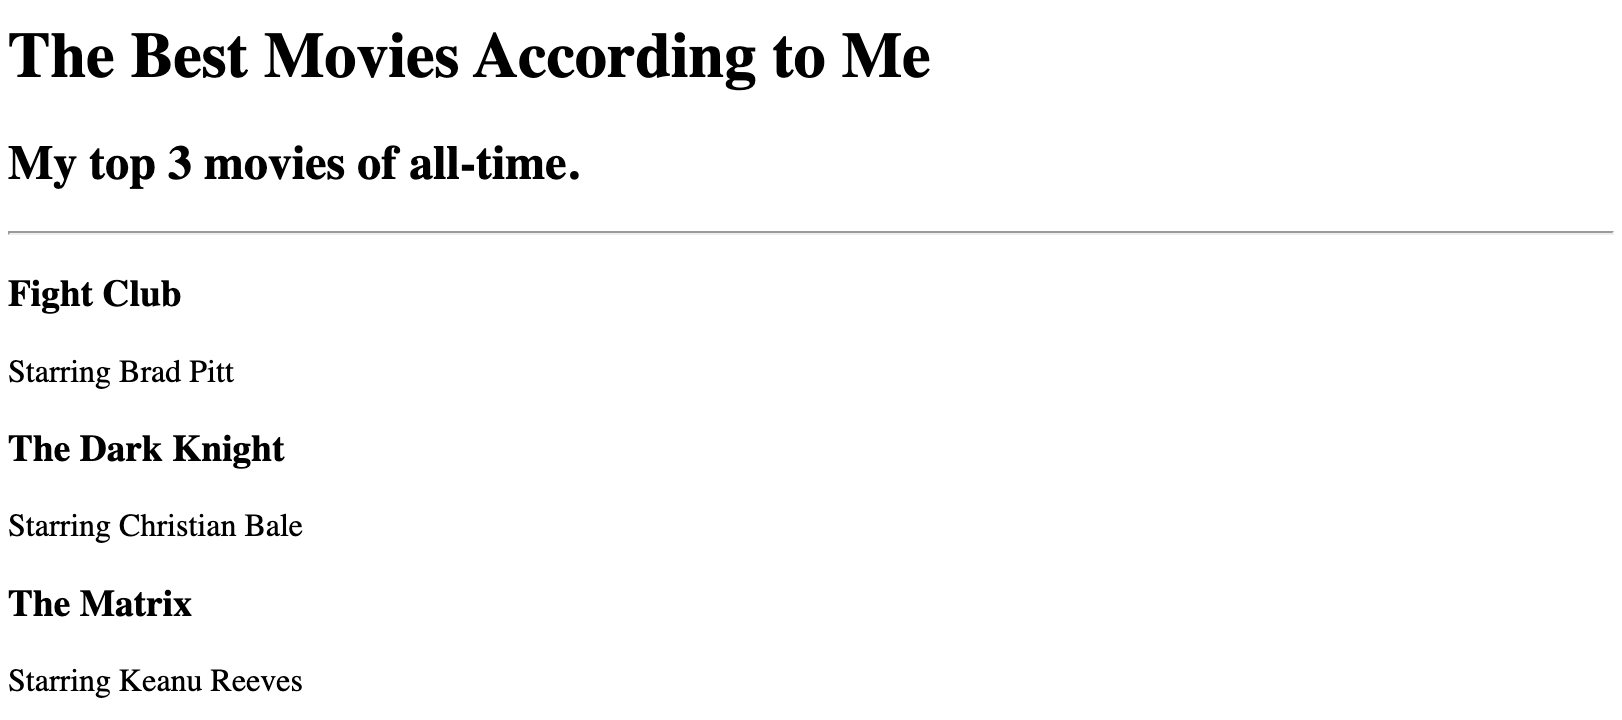 The Best Movies According to Me
My top 3 movies of all-time.
Fight Club
Starring Brad Pitt
The Dark Knight
Starring Christian Bale
The Matrix
Starring Keanu Reeves